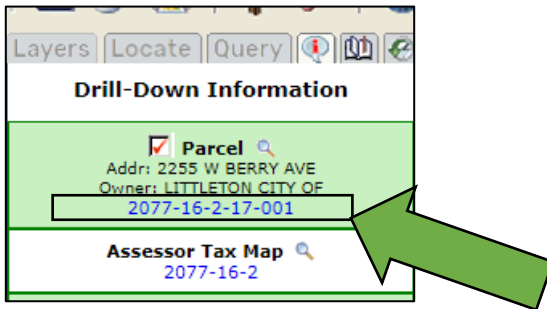 Layers Locate Query
Drill-Down Information
Parcel
Addr: 2255 W BERRY AVE
Owner: LITTLETON CITY OF
2077-16-2-17-001
Assessor Tax Map
2077-16-2